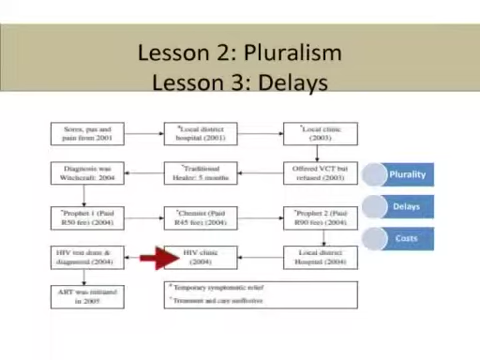 Lesson 2: Pluralism
Lesson 3: Delays
Sores, pus and
pain from 2001
*Local district
hospital (2001)
*Local clinic
(2003)
Diagnosis was
Witchcraft: 2004
*Traditional
Healer: 5 months
Offered VCT but
refused (2003)
Plurality
Delays
Costs
*Prophet 1 (Paid
R50 fee) (2004)
*Chemist (Paid
R45 fee) (2004)
*Prophet 2 (Paid
R90 fee) (2004)
HIV test done &
diagnosed (2004)
HIV clinic
(2004)
Local district
Hospital (2004)
ART was initiated
in 2005
* Temporary symptomatic relief
Treatment and care ineffective